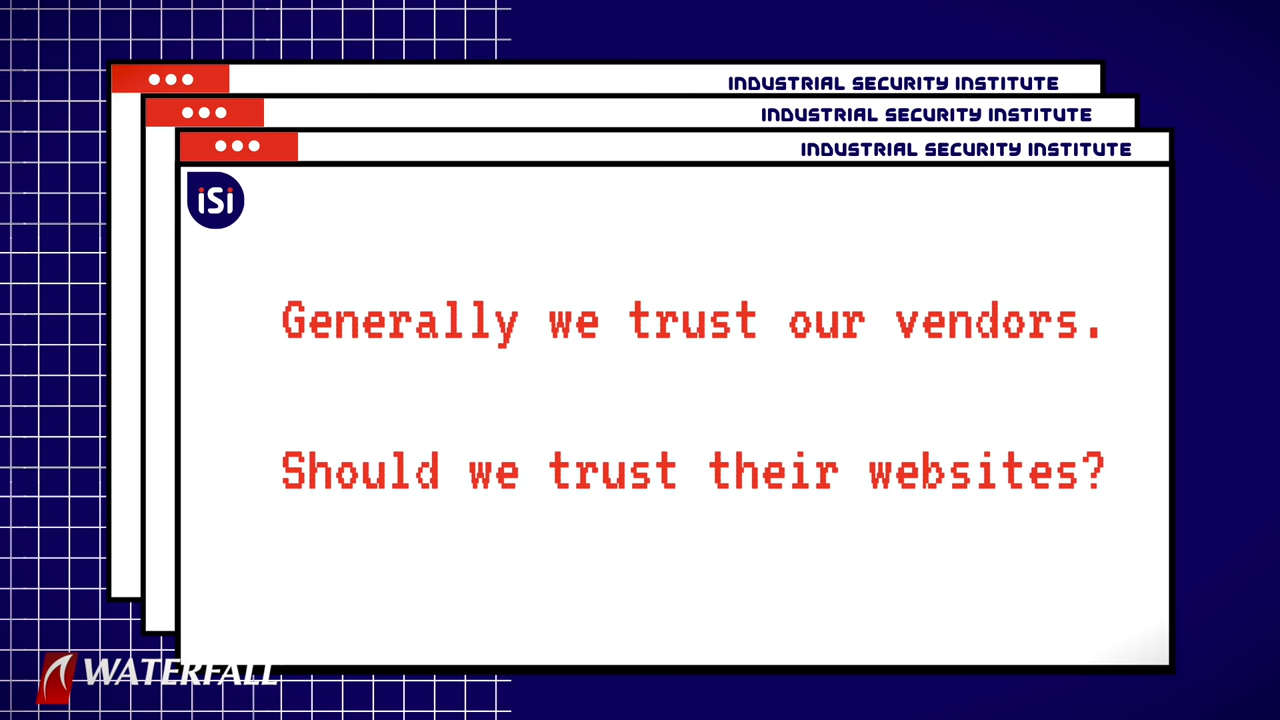 INDUSTRIAL SECURITY INSTITUTE
INDUSTRIAL SECURITY INSTITUTE
INDUSTRIAL SECURITY INSTITUTE
iSi
Generally we trust our vendors.
Should we trust their websites?
WATERFALL